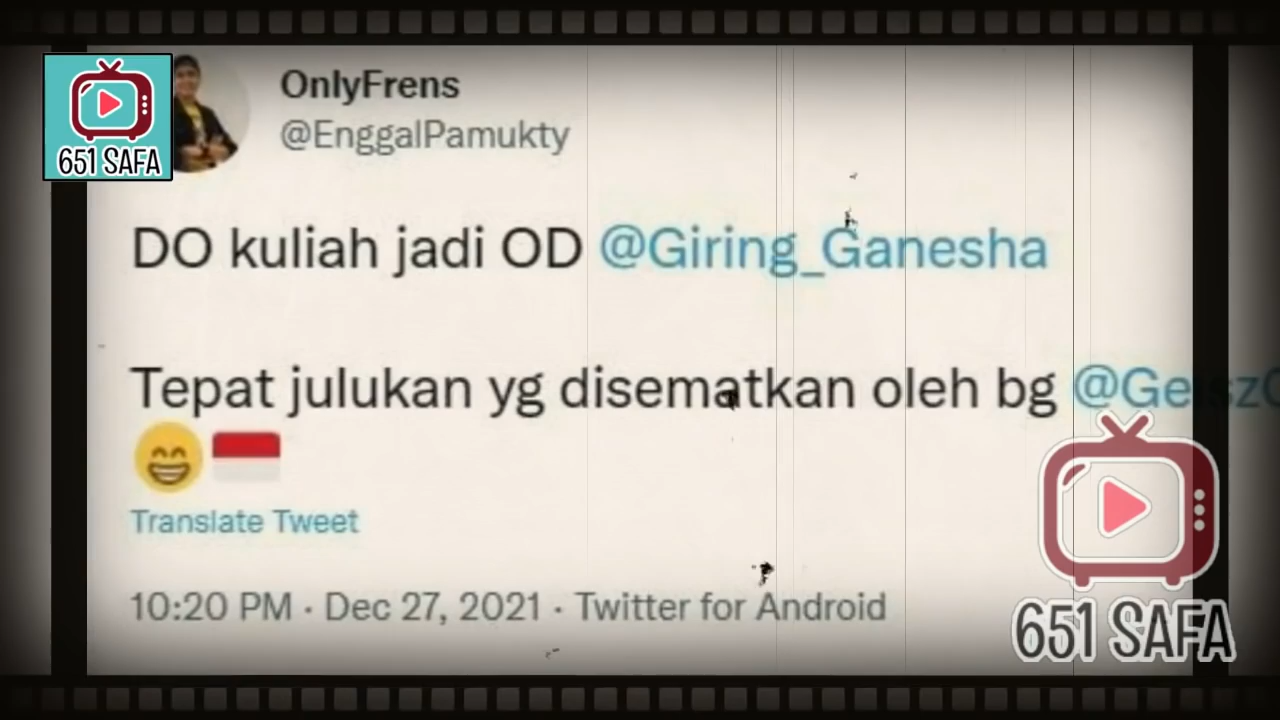 651 SAFA
OnlyFrens
@EnggalPamukty
DO kuliah jadi OD @Giring_Ganesha
Tepat julukan yg disematkan oleh bg
Translate Tweet
10:20 PM · Dec 27, 2021 · Twitter for Android
651 SAFA